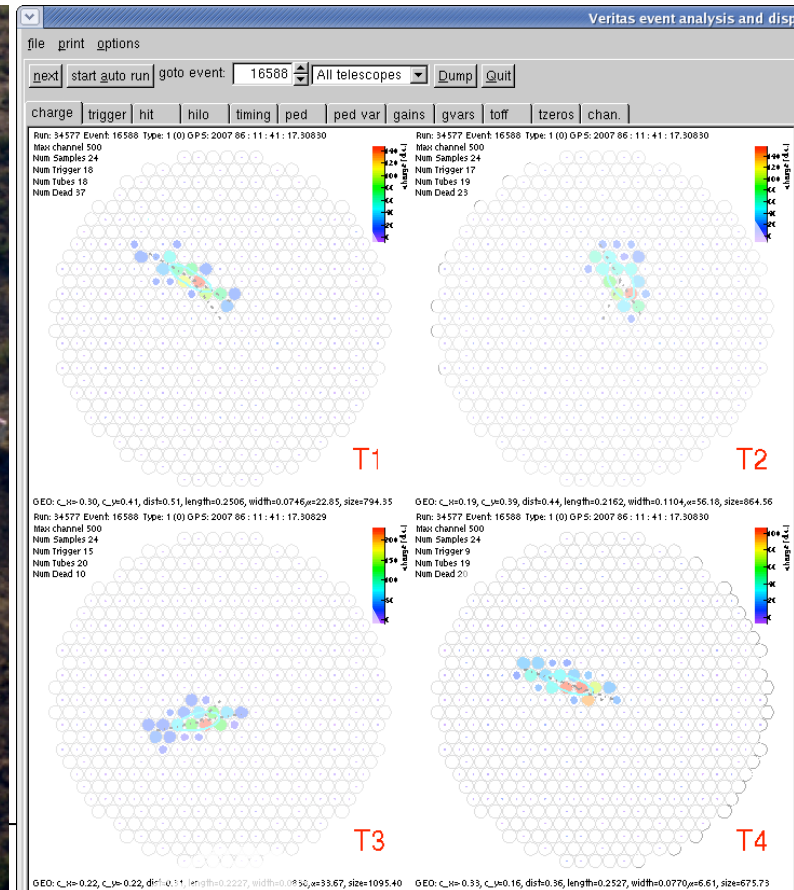 Veritas event analysis and disp
file print options
next start auto run goto event: 16588 All telescopes Dump Quit
charge trigger hit hilo timing ped ped var gains gvars toff tzeros chan.
Run: 34577 Event: 16588 Type: 1 (0) GPS: 2007 86 : 11 : 41 : 17.30830
Max channel 500
Num Samples 24
Num Trigger 18
Num Tubes 18
Num Dead 37
charge [d.c.]
T1
GEO: c_x=-0.30, c_y=0.41, dist=0.51, length=0.2506, width=0.0746, α=22.85, size=794.35
Run: 34577 Event: 16588 Type: 1 (0) GPS: 2007 86 : 11 : 41 : 17.30830
Max channel 500
Num Samples 24
Num Trigger 17
Num Tubes 19
Num Dead 23
charge [d.c.]
T2
GEO: c_x=0.19, c_y=0.39, dist=0.44, length=0.2162, width=0.1104, α=56.18, size=864.56
Run: 34577 Event: 16588 Type: 1 (0) GPS: 2007 86 : 11 : 41 : 17.30829
Max channel 500
Num Samples 24
Num Trigger 15
Num Tubes 20
Num Dead 10
200
150
100
50
charge [d.c.]
T3
GEO: c_x=-0.22, c_y=-0.22, length=0.2227, α=33.67, size=1095.40
Run: 34577 Event: 16588 Type: 1 (0) GPS: 2007 86 : 11 : 41 : 17.30830
Max channel 500
Num Samples 24
Num Trigger 9
Num Tubes 19
Num Dead 20
charge [d.c.]
T4
GEO: c_x=-0.33, c_y=0.16, dist=0.36, length=0.2527, width=0.0770, α=6.61, size=675.73